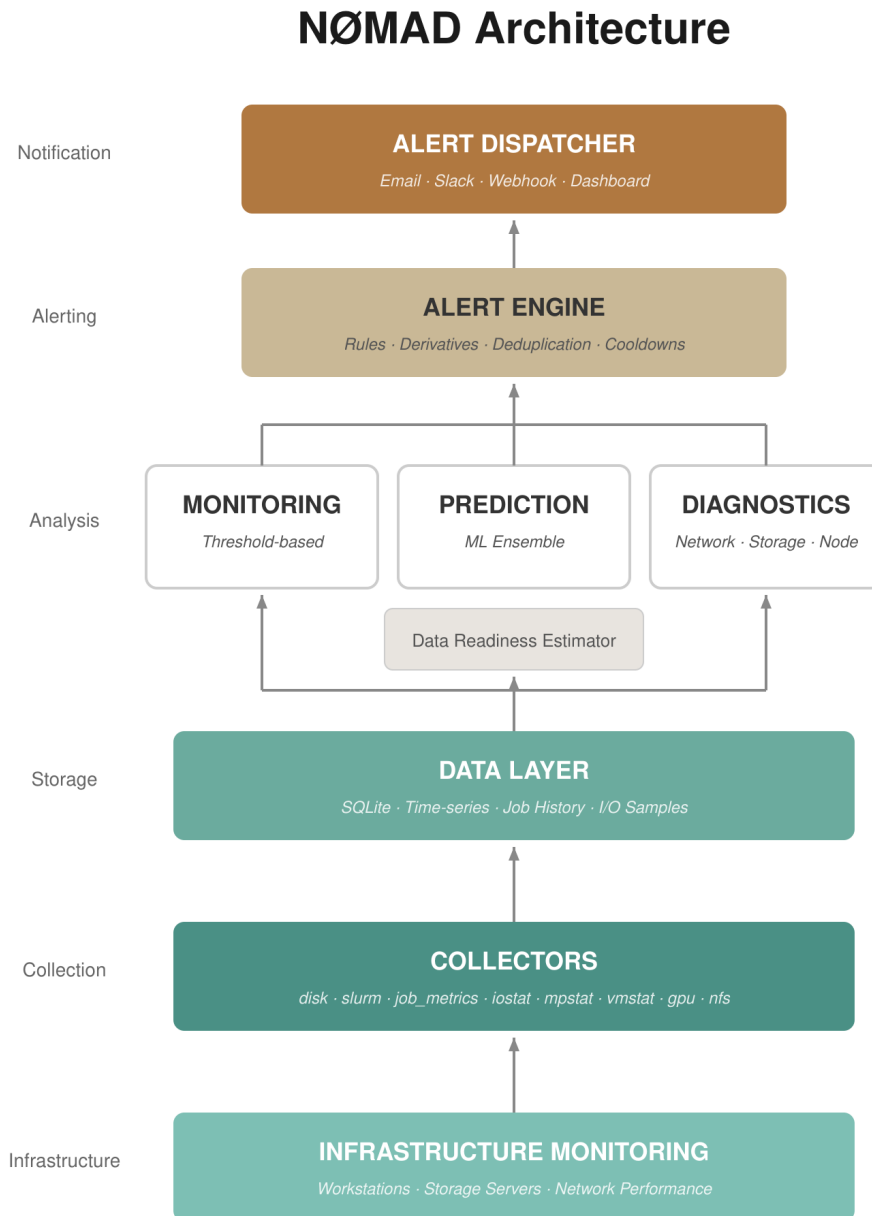 NØMAD Architecture
Notification
ALERT DISPATCHER
Email · Slack · Webhook · Dashboard
Alerting
ALERT ENGINE
Rules · Derivatives · Deduplication · Cooldowns
Analysis
MONITORING
Threshold-based
PREDICTION
ML Ensemble
DIAGNOSTICS
Network · Storage · Node
Data Readiness Estimator
Storage
DATA LAYER
SQLite · Time-series · Job History · I/O Samples
Collection
COLLECTORS
disk · slurm · job_metrics · iostat · mpstat · vmstat · gpu · nfs
Infrastructure
INFRASTRUCTURE MONITORING
Workstations · Storage Servers · Network Performance